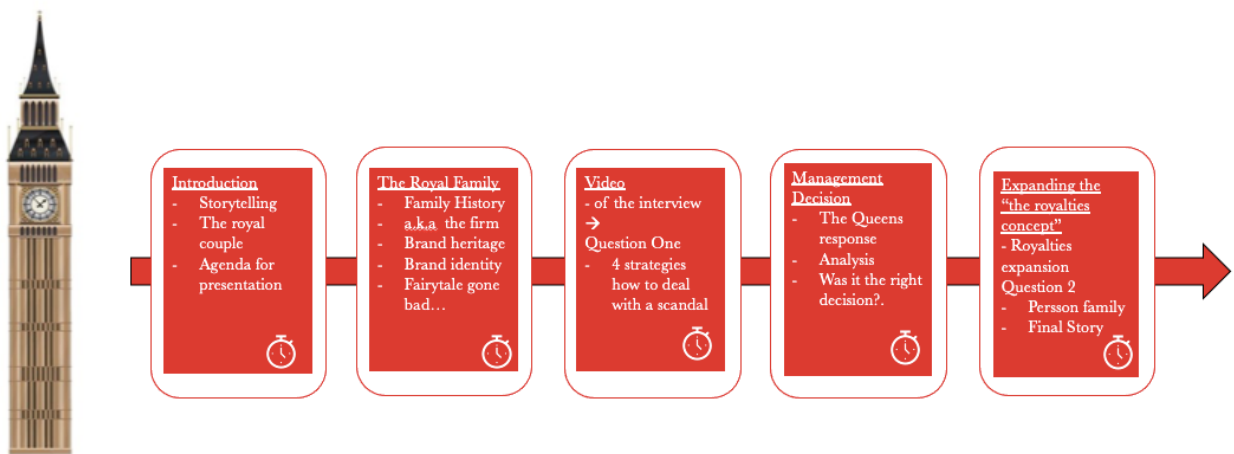 Introduction
- Storytelling
- The royal
couple
- Agenda for
presentation
The Royal Family
- Family History
- a.k.a the firm
- Brand heritage
- Brand identity
- Fairytale gone
bad…
Video
- of the interview
→
Question One
- 4 strategies
how to deal
with a scandal
Management
Decision
- The Queens
response
- Analysis
- Was it the right
decision?.
Expanding the
“the royalties
concept”
- Royalties
expansion
Question 2
- Persson family
- Final Story